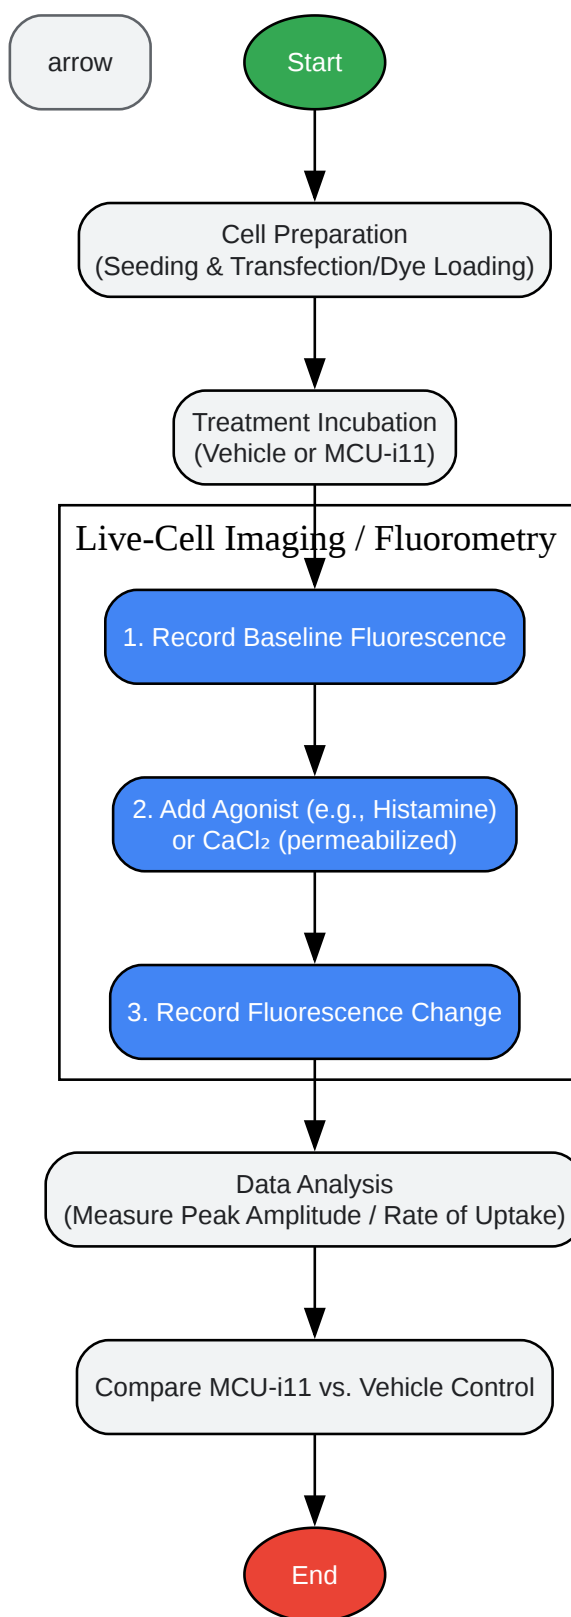 arrow
Start
Cell Preparation
(Seeding & Transfection/Dye Loading)
Treatment Incubation
(Vehicle or MCU-i11)
Live-Cell Imaging / Fluorometry
1. Record Baseline Fluorescence
2. Add Agonist (e.g., Histamine)
or CaCl₂ (permeabilized)
3. Record Fluorescence Change
Data Analysis
(Measure Peak Amplitude / Rate of Uptake)
Compare MCU-i11 vs. Vehicle Control
End